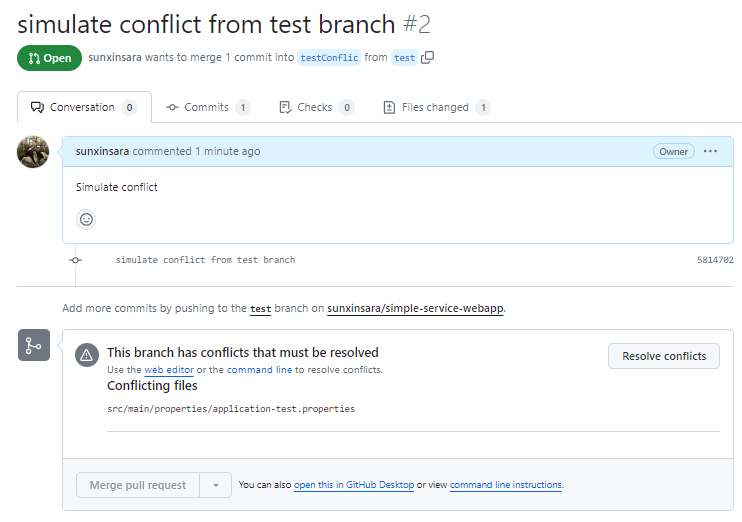 simulate conflict from test branch #2
Open sunxinsara wants to merge 1 commit into testConflic from test
Conversation 0 Commits 1 Checks 0 Files changed 1
sunxinsara commented 1 minute ago Owner ...
Simulate conflict
simulate conflict from test branch 5814702
Add more commits by pushing to the test branch on sunxinsara/simple-service-webapp.
This branch has conflicts that must be resolved Resolve conflicts
Use the web editor or the command line to resolve conflicts.
Conflicting files
src/main/properties/application-test.properties
Merge pull request You can also open this in GitHub Desktop or view command line instructions.